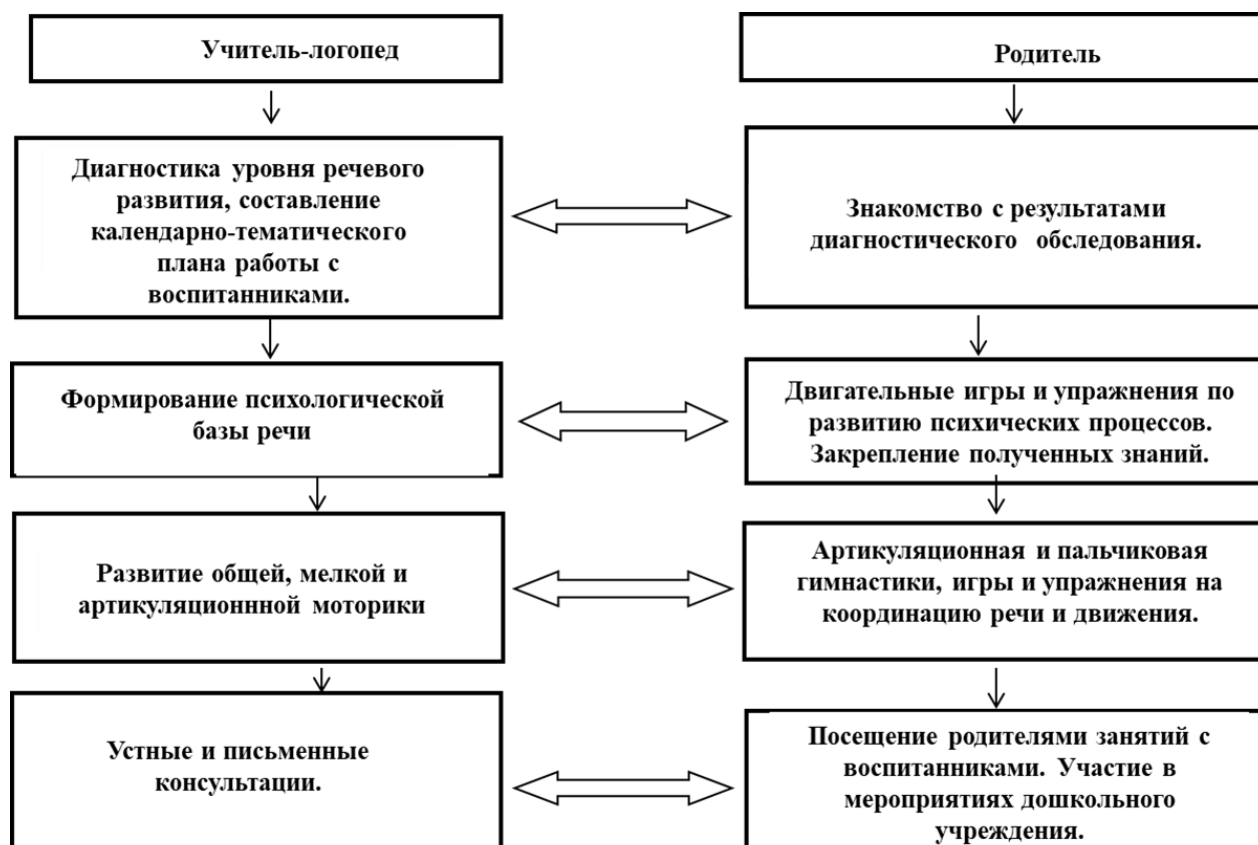 Учитель-логопед
Родитель
Диагностика уровня речевого
развития, составление
календарно-тематического
плана работы с
воспитанниками.
Знакомство с результатами
диагностического обследования.
Формирование психологической
базы речи
Двигательные игры и упражнения по
развитию психических процессов.
Закрепление полученных знаний.
Развитие общей, мелкой и
артикуляционнной моторики
Артикуляционная и пальчиковая
гимнастики, игры и упражнения на
координацию речи и движения.
Устные и письменные
консультации.
Посещение родителями занятий с
воспитанниками. Участие в
мероприятиях дошкольного
учреждения.